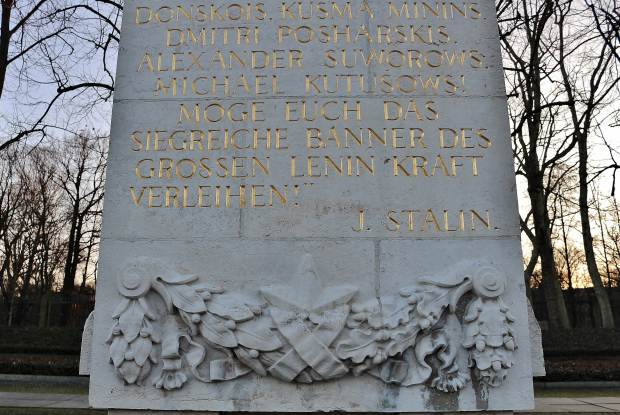 DONSKOIS, KUSMA MININS,
DMITRI POSHARSKIS,
ALEXANDER SUWOROWS,
MICHAEL KUTUSOWS!
MÖGE EUCH DAS
SIEGREICHE BANNER DES
GROSSEN LENIN KRAFT
VERLEIHEN!"
J. STALIN.